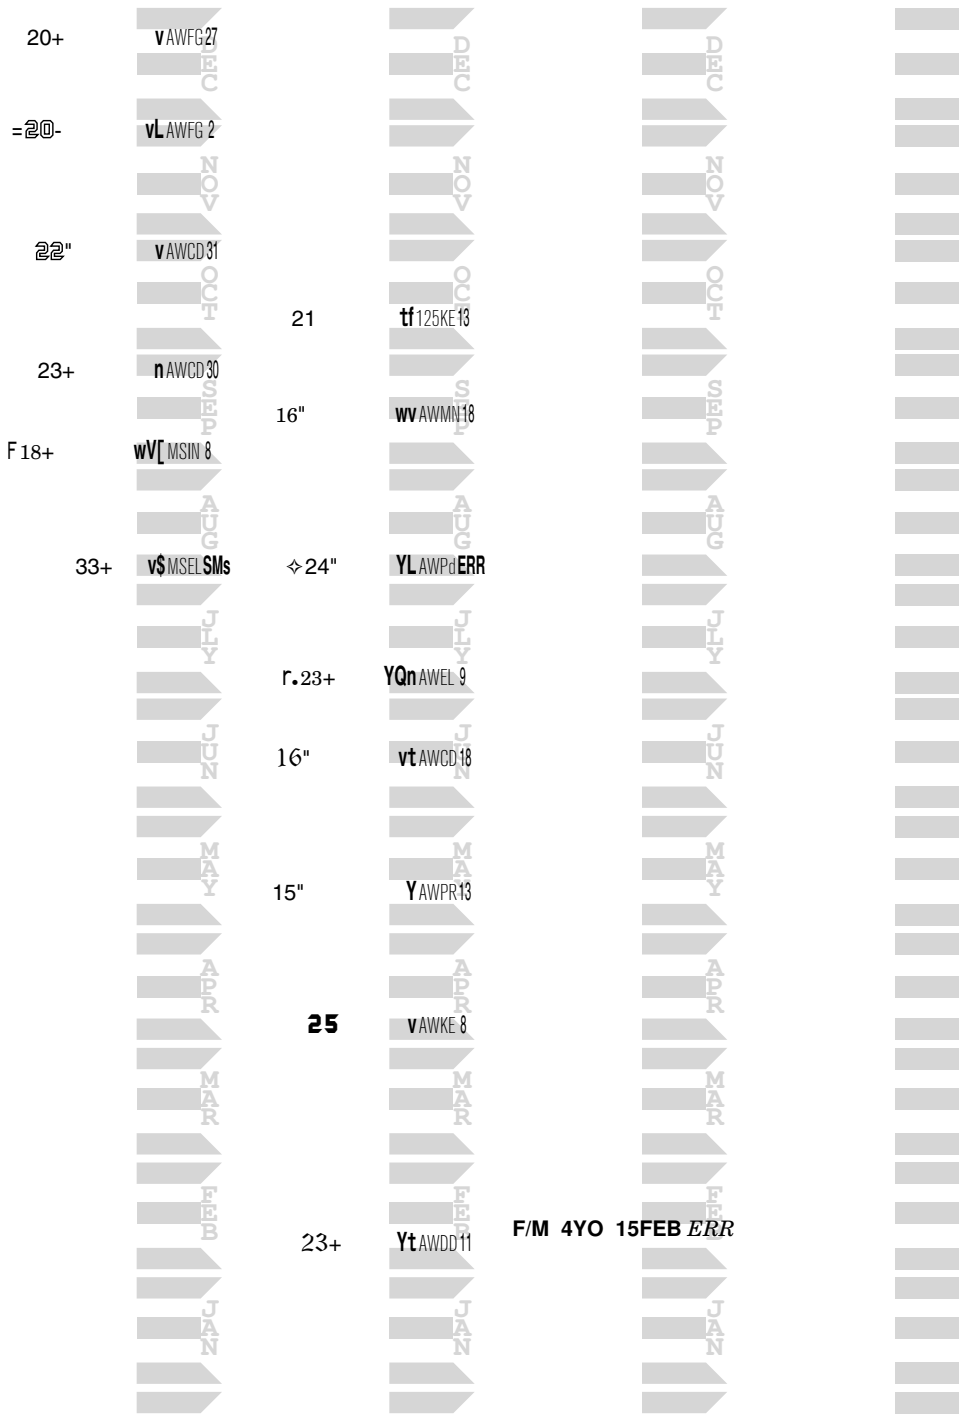 20+ v AWFG 27
DEC DEC DEC
=20- vL AWFG 2
NOV NOV NOV
22" v AWCD 31
OCT OCT OCT
21 tf 125KE 13
23+ n AWCD 30
SEP SEP SEP
16" wv AWMN 18
F 18+ wV[ MSIN 8
AUG AUG AUG
33+ v$ MSEL SMs ✧24" YL AWPd ERR
JLY JLY JLY
r.23+ YQn AWEL 9
JUN JUN JUN
16" vt AWCD 18
MAY MAY MAY
15" Y AWPR 13
APR APR APR
25 v AWKE 8
MAR MAR MAR
FEB FEB FEB
F/M 4YO 15FEB ERR
23+ Yt AWDD 11
JAN JAN JAN